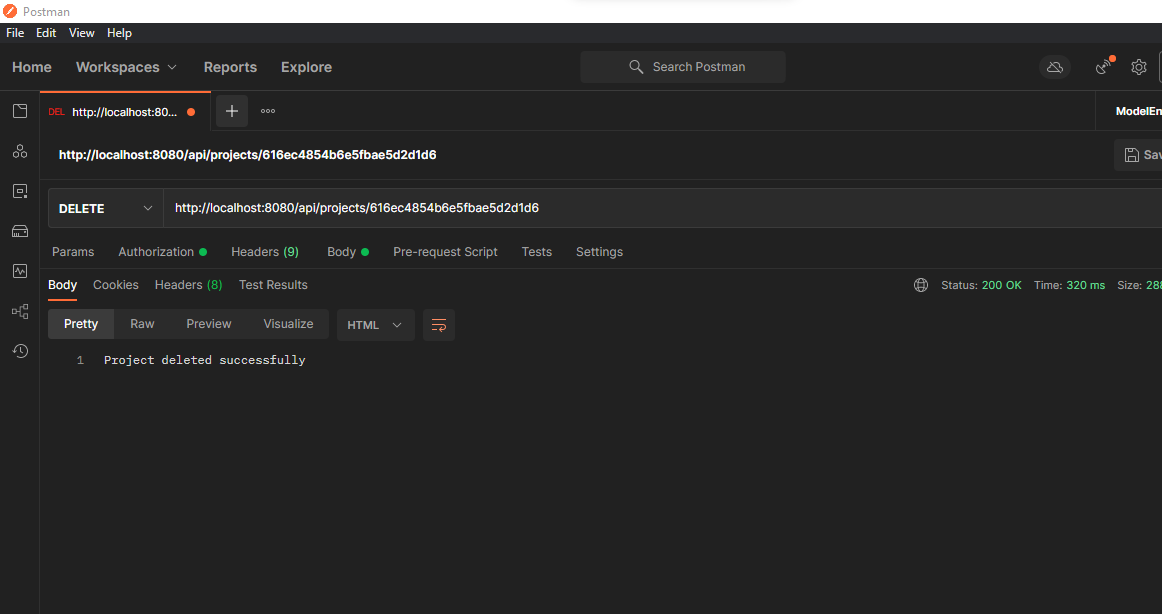 Postman
File Edit View Help
Home Workspaces Reports Explore Search Postman
DEL http://localhost:80... ModelEn
http://localhost:8080/api/projects/616ec4854b6e5fbae5d2d1d6 Sav
DELETE http://localhost:8080/api/projects/616ec4854b6e5fbae5d2d1d6
Params Authorization Headers (9) Body Pre-request Script Tests Settings
Body Cookies Headers (8) Test Results Status: 200 OK Time: 320 ms Size: 288
Pretty Raw Preview Visualize HTML
1 Project deleted successfully